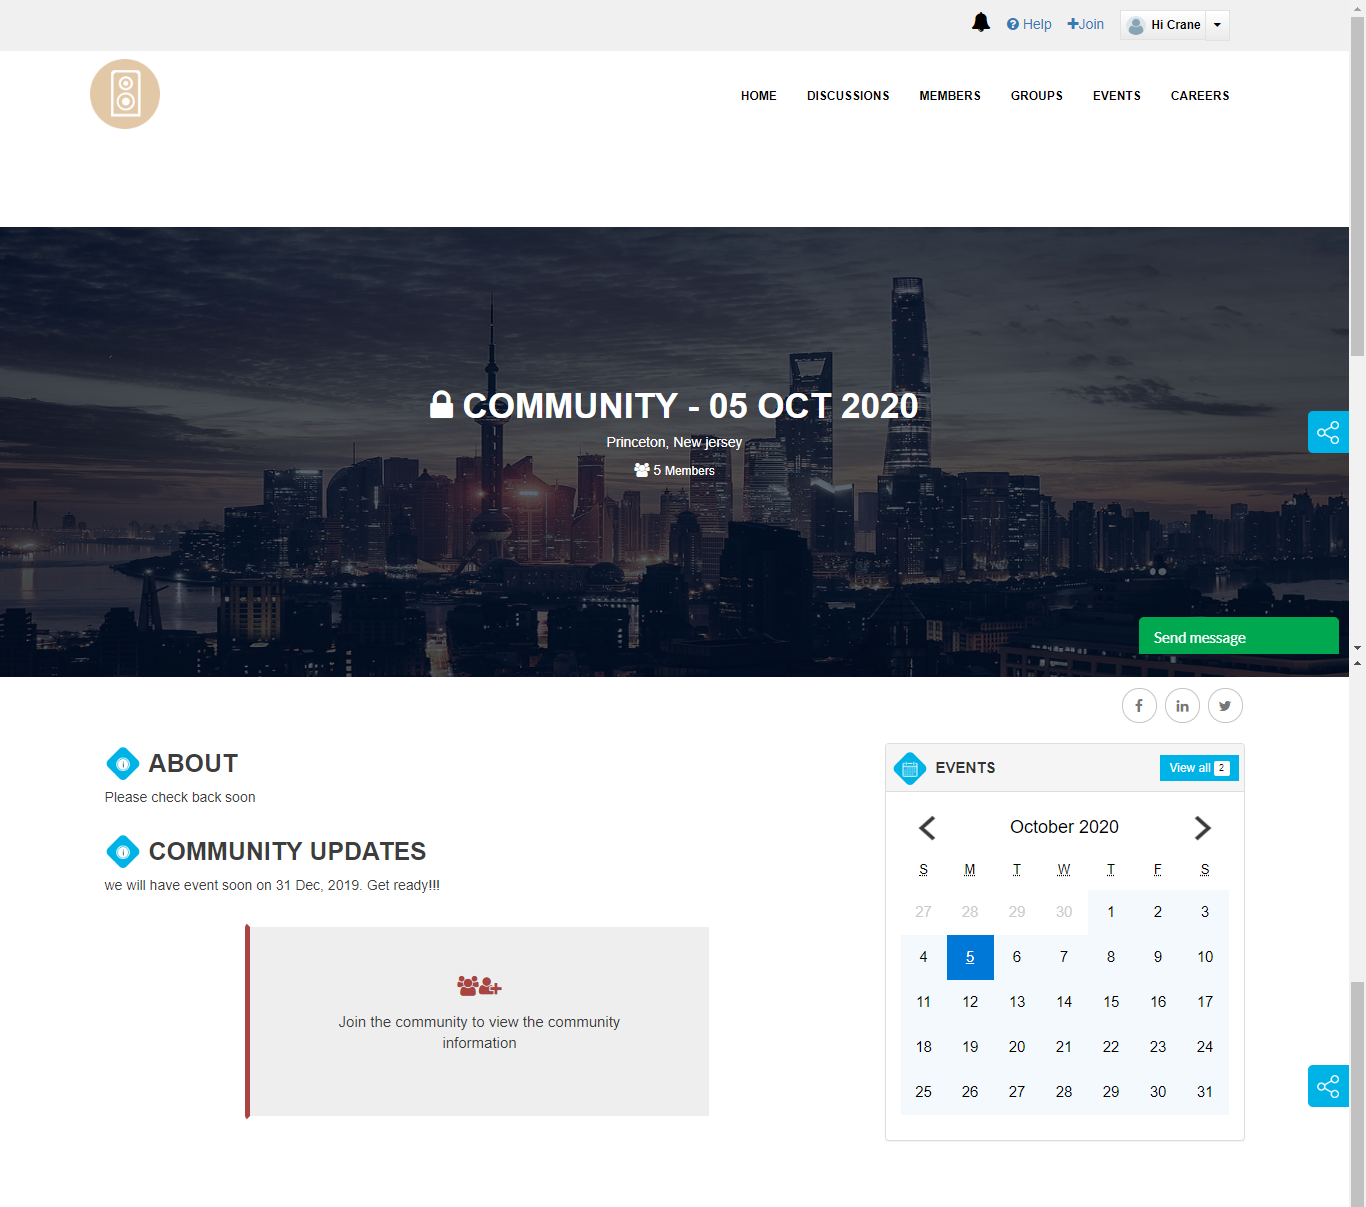 Help
Join
Hi Crane
HOME
DISCUSSIONS
MEMBERS
GROUPS
EVENTS
CAREERS
COMMUNITY - 05 OCT 2020
Princeton, New jersey
5 Members
Send message
ABOUT
Please check back soon
COMMUNITY UPDATES
we will have event soon on 31 Dec, 2019. Get ready!!!
Join the community to view the community
information
EVENTS
View all 2
October 2020
S M T W T F S
27 28 29 30 1 2 3
4 5 6 7 8 9 10
11 12 13 14 15 16 17
18 19 20 21 22 23 24
25 26 27 28 29 30 31